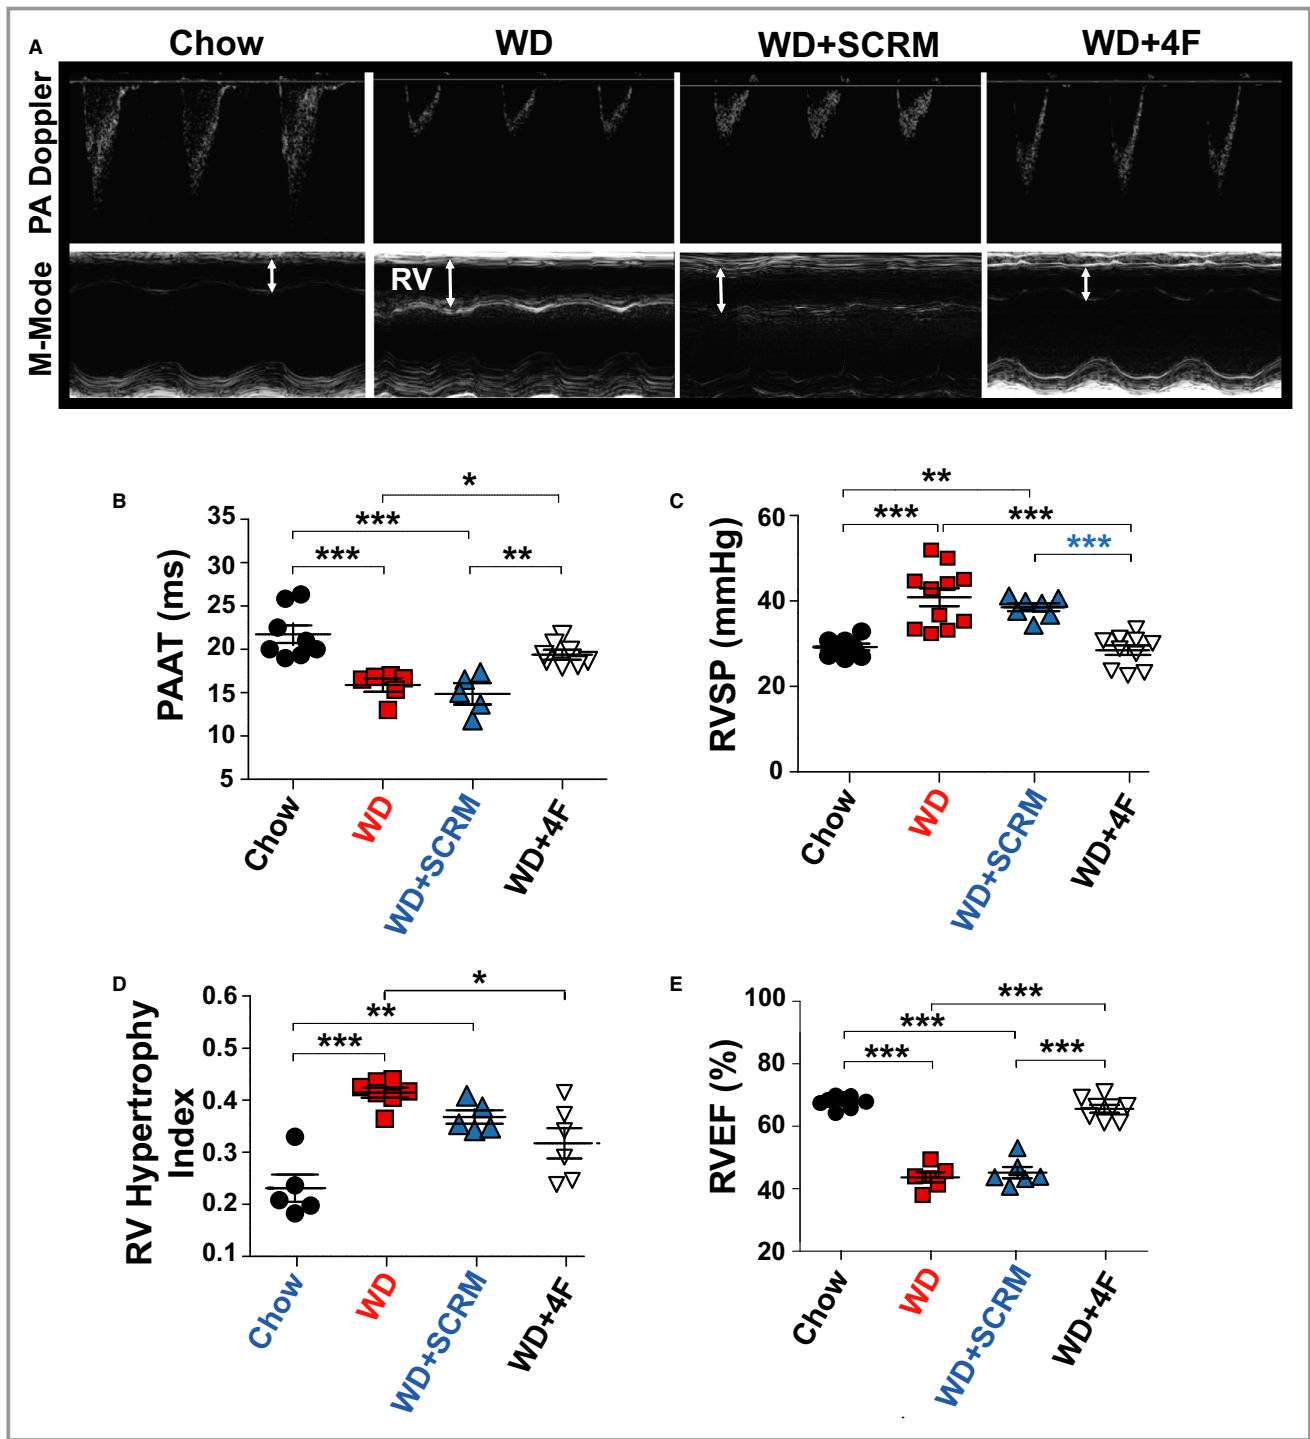 A
Chow
WD
WD+SCRM
WD+4F
PA Doppler
M-Mode
RV
B
PAAT (ms)
35
30
25
20
15
10
5
***
***
*
**
Chow
WD
WD+SCRM
WD+4F
C
RVSP (mmHg)
60
40
20
0
**
***
***
***
Chow
WD
WD+SCRM
WD+4F
D
RV Hypertrophy
Index
0.6
0.5
0.4
0.3
0.2
0.1
*
**
***
Chow
WD
WD+SCRM
WD+4F
E
RVEF (%)
100
80
60
40
20
***
***
***
***
Chow
WD
WD+SCRM
WD+4F